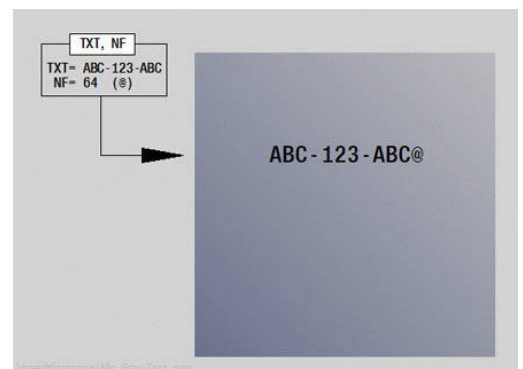 TXT, NF
TXT= ABC-123-ABC
NF= 64 (@)
ABC-123-ABC@